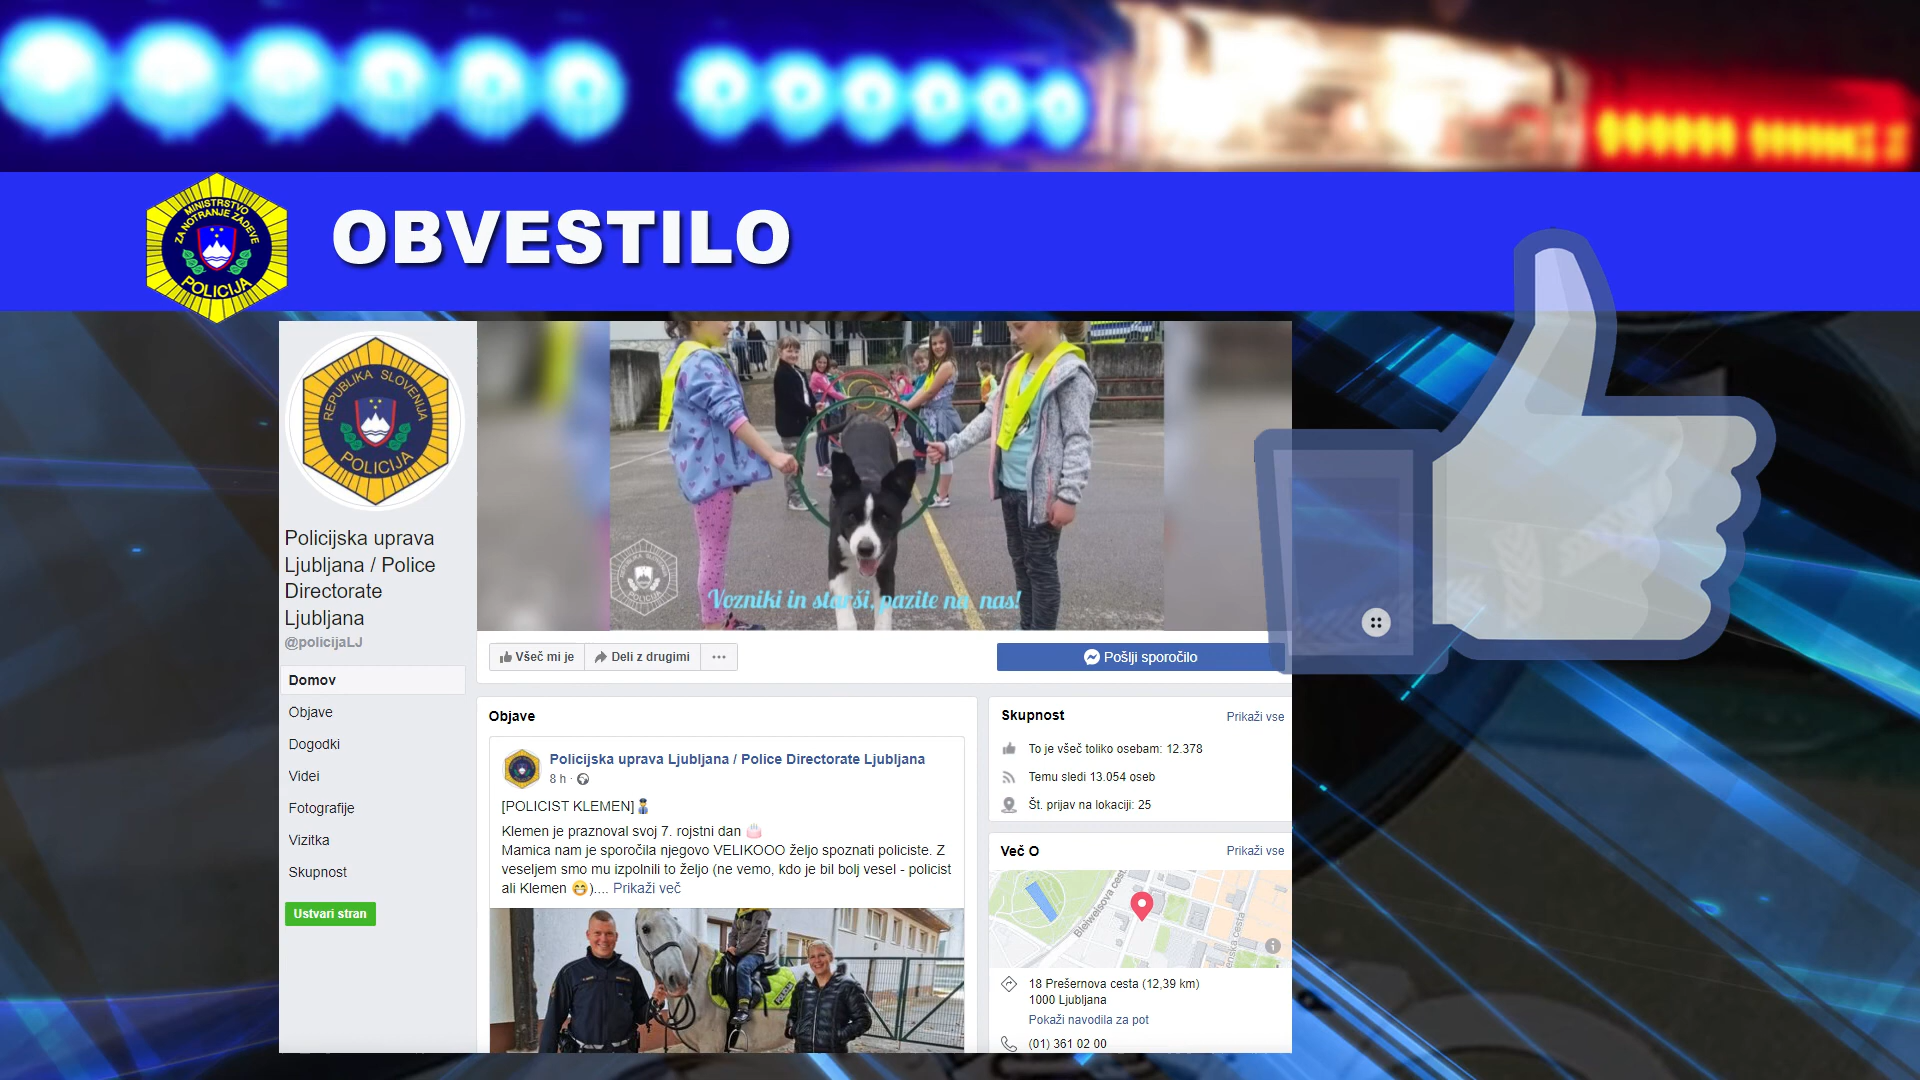 MINISTRSTVO
ZA NOTRANJE ZADEVE
POLICIJA
OBVESTILO
REPUBLIKA SLOVENIJA
POLICIJA
Policijska uprava
Ljubljana / Police
Directorate
Ljubljana
@policijaLJ
Domov
Objave
Dogodki
Videi
Fotografije
Vizitka
Skupnost
Ustvari stran
REPUBLIKA SLOVENIJA
POLICIJA
Vozniki in starši, pazite na nas!
Všeč mi je
Deli z drugimi
Pošlji sporočilo
Objave
Policijska uprava Ljubljana / Police Directorate Ljubljana
8 h ·
[POLICIST KLEMEN]
Klemen je praznoval svoj 7. rojstni dan
Mamica nam je sporočila njegovo VELIKOOO željo spoznati policiste. Z
veseljem smo mu izpolnili to željo (ne vemo, kdo je bil bolj vesel - policist
ali Klemen 😁).... Prikaži več
POLICIJA
Skupnost
Prikaži vse
To je všeč toliko osebam: 12.378
Temu sledi 13.054 oseb
Št. prijav na lokaciji: 25
Več O
Prikaži vse
Bleiweisova cest
enska cesta
18 Prešernova cesta (12,39 km)
1000 Ljubljana
Pokaži navodila za pot
(01) 361 02 00